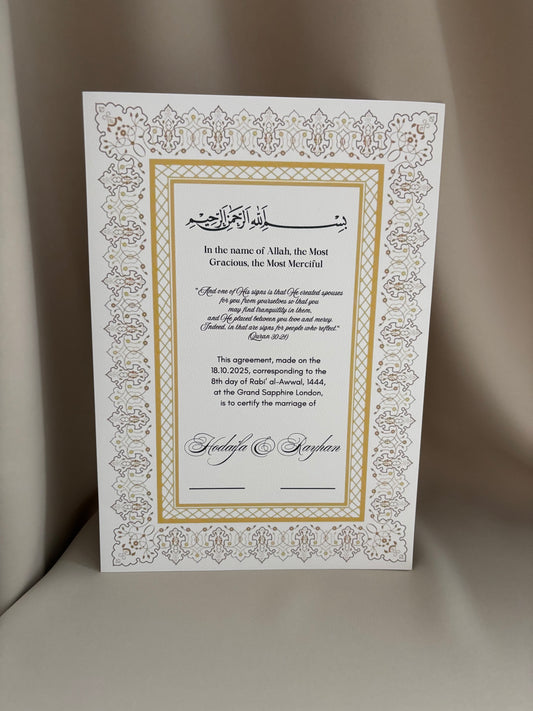 بسم الله الرحمن الرحيم
In the name of Allah, the Most
Gracious, the Most Merciful
"And one of His signs is that He created spouses
for you from yourselves so that you
may find tranquility in them,
and He placed between you love and mercy.
Indeed, in that are signs for people who reflect."
(Quran 30:21)
This agreement, made on the
18.10.2025, corresponding to the
8th day of Rabi' al-Awwal, 1444,
at the Grand Sapphire London,
is to certify the marriage of
Hodaifa & Rayhan